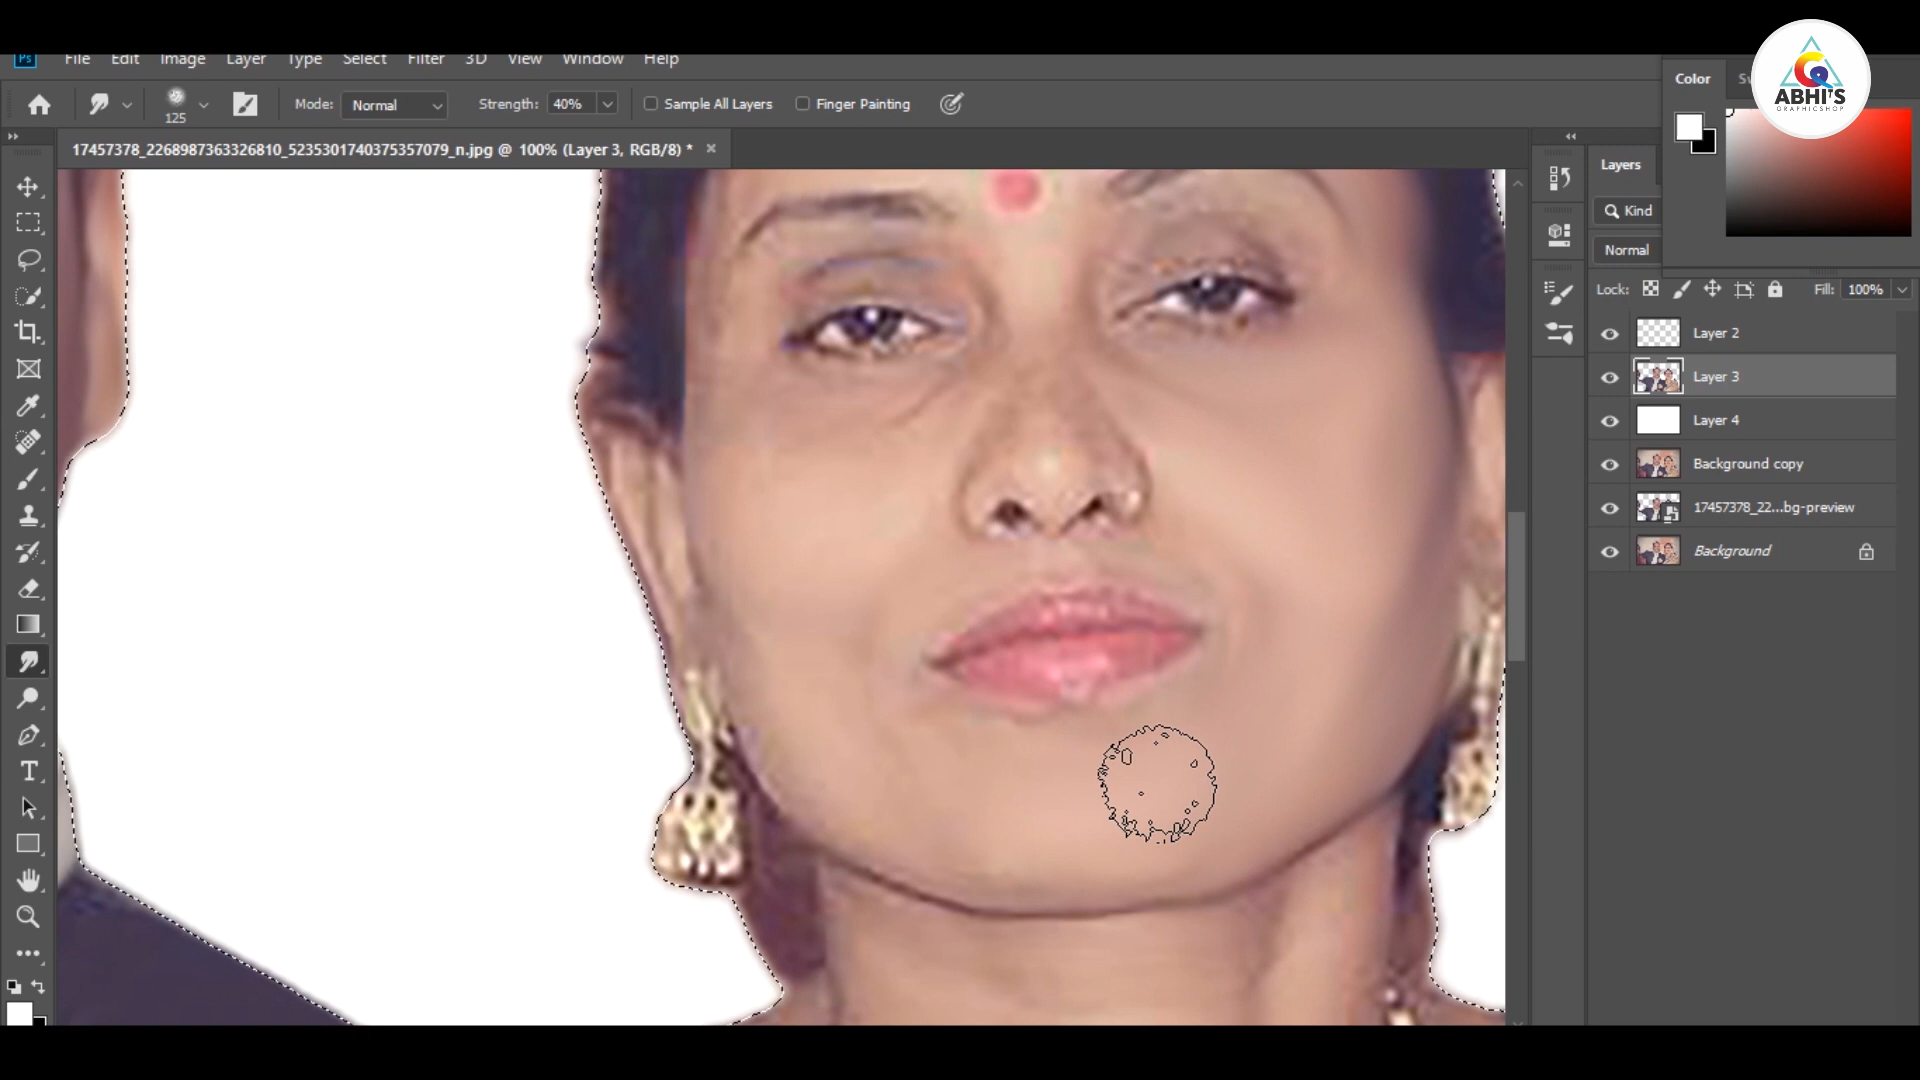 Ps File Edit Image Layer Type Select Filter 3D View Window Help
125 Mode: Normal Strength: 40% Sample All Layers Finger Painting
17457378_2268987363326810_5235301740375357079_n.jpg @ 100% (Layer 3, RGB/8) *
Color
ABHI'S
GRAPHICSHOP
Layers
Kind
Normal
Lock: Fill: 100%
Layer 2
Layer 3
Layer 4
Background copy
17457378_22...bg-preview
Background
T